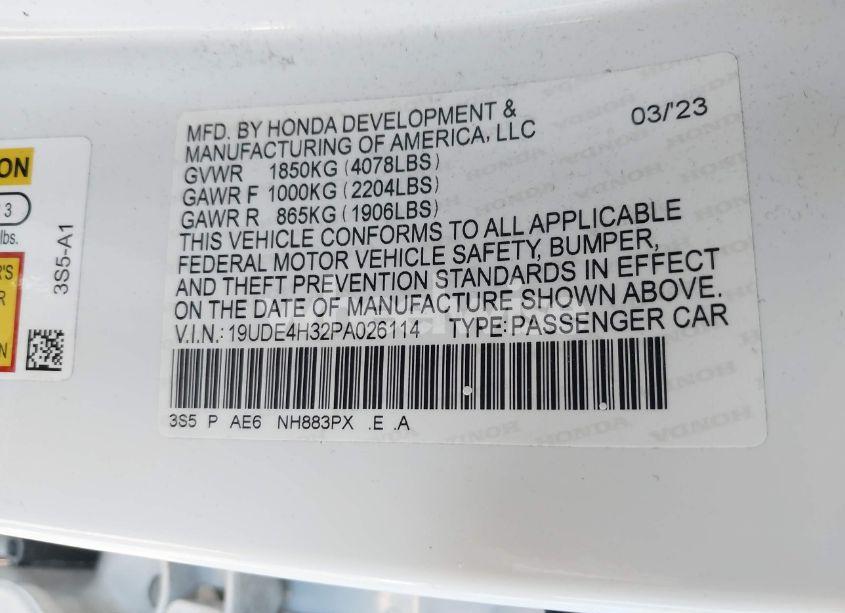 MFD. BY HONDA DEVELOPMENT &
MANUFACTURING OF AMERICA, LLC
03/'23
GVWR 1850KG (4078LBS)
GAWR F 1000KG (2204LBS)
GAWR R 865KG (1906LBS)
THIS VEHICLE CONFORMS TO ALL APPLICABLE
FEDERAL MOTOR VEHICLE SAFETY, BUMPER,
AND THEFT PREVENTION STANDARDS IN EFFECT
ON THE DATE OF MANUFACTURE SHOWN ABOVE.
V.I.N.: 19UDE4H32PA026114 TYPE: PASSENGER CAR
3S5 P AE6 NH883PX .E .A
ON
3
lbs.
R'S
R
N
3S5-A1
HONDA